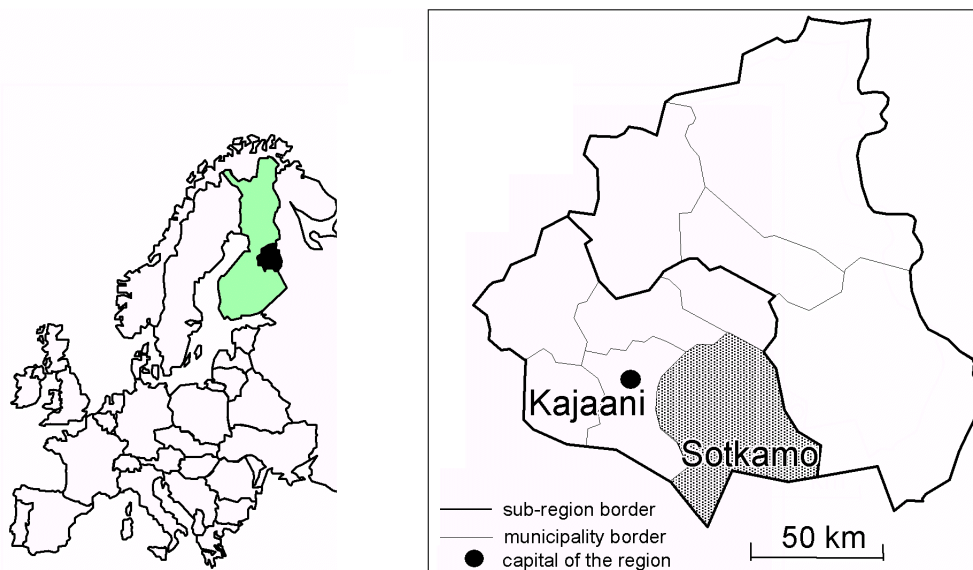 Kajaani
Sotkamo
sub-region border
municipality border
capital of the region
50 km